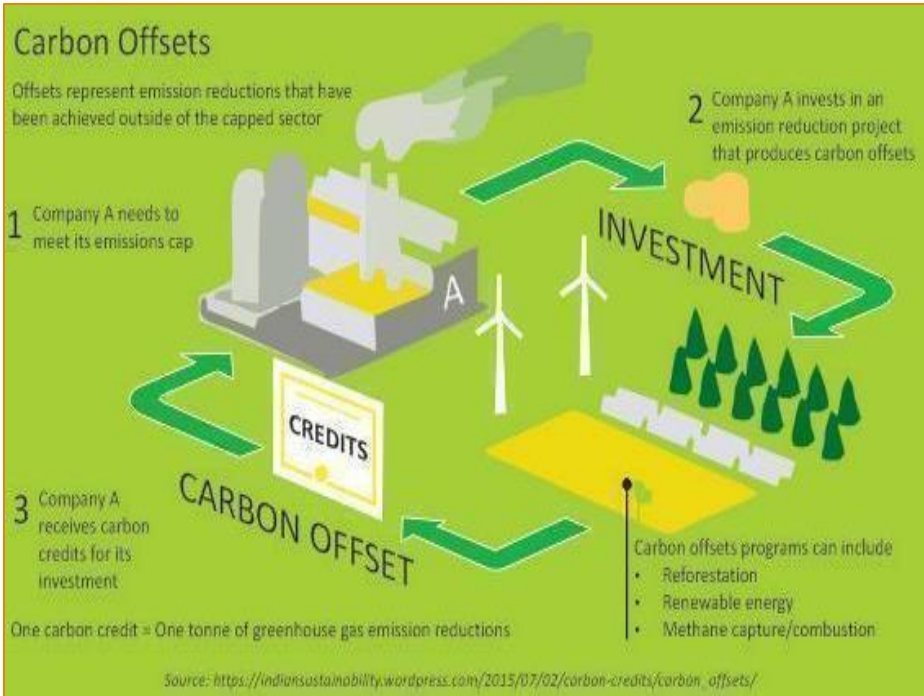 Carbon Offsets
Offsets represent emission reductions that have
been achieved outside of the capped sector
1 Company A needs to
meet its emissions cap
2 Company A invests in an
emission reduction project
that produces carbon offsets
INVESTMENT
A
CREDITS
CARBON OFFSET
3 Company A
receives carbon
credits for its
investment
Carbon offsets programs can include
• Reforestation
• Renewable energy
• Methane capture/combustion
One carbon credit = One tonne of greenhouse gas emission reductions
Source: https://indiansustainability.wordpress.com/2015/07/02/carbon-credits/carbon_offsets/